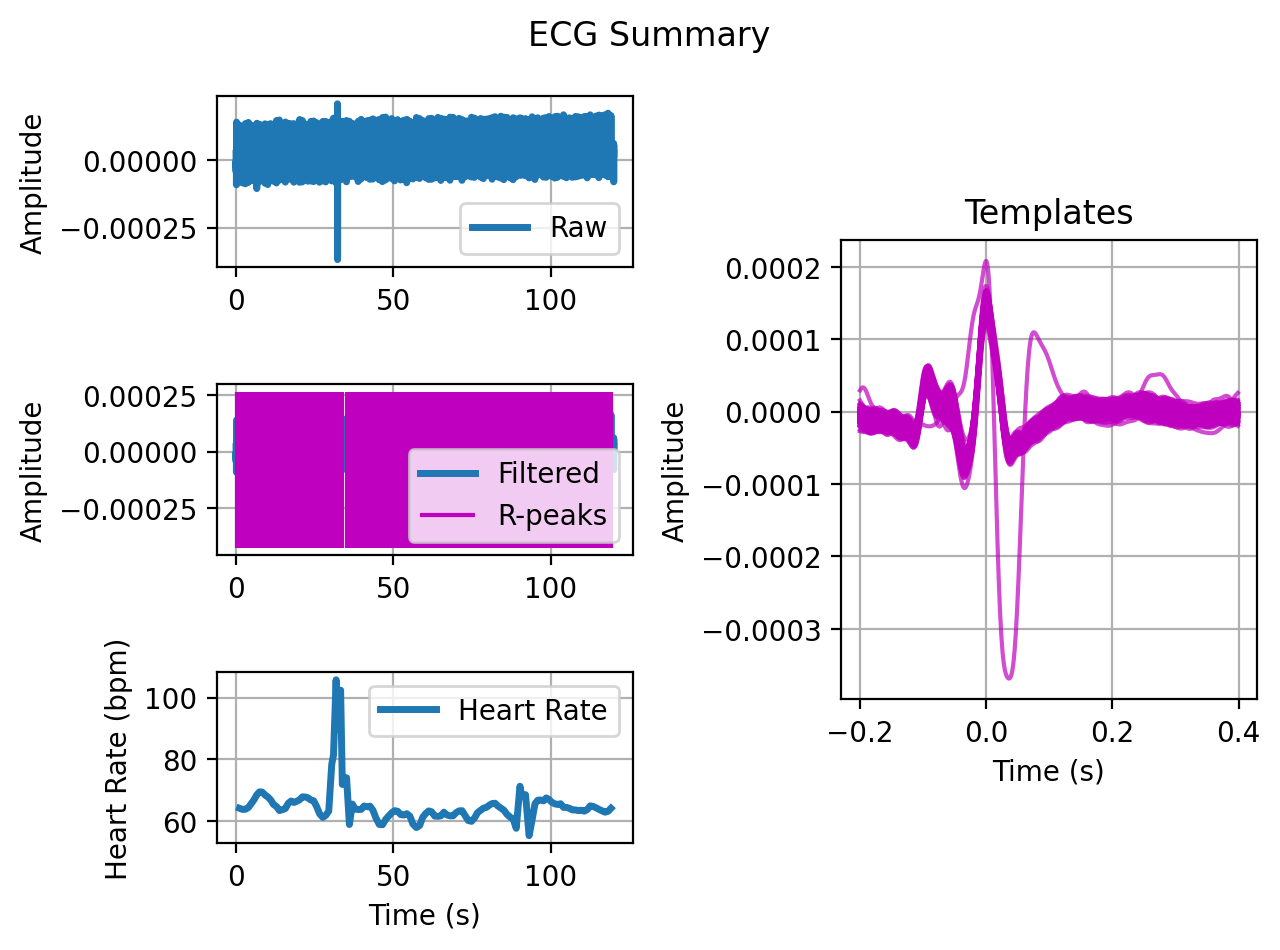 ECG Summary
Amplitude
0.00000
−0.00025
Raw
0 50 100
Amplitude
0.00025
0.00000
−0.00025
Filtered
R-peaks
0 50 100
Heart Rate (bpm)
100
80
60
Heart Rate
0 50 100
Time (s)
Templates
Amplitude
0.0002
0.0001
0.0000
−0.0001
−0.0002
−0.0003
−0.2 0.0 0.2 0.4
Time (s)